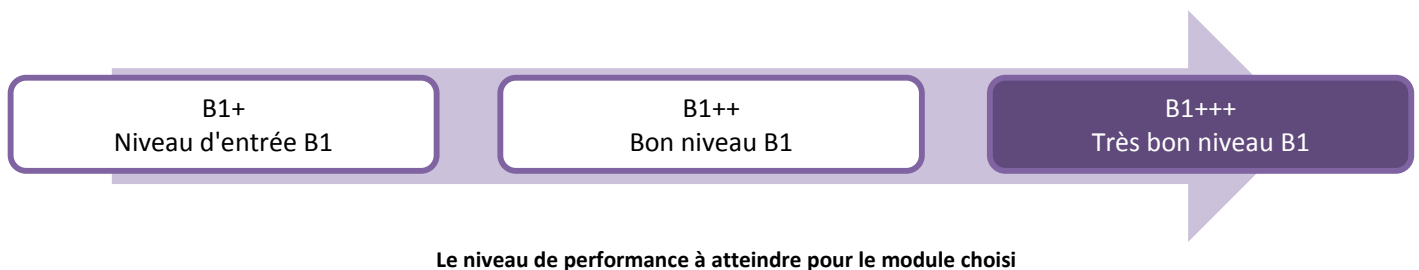 B1+
Niveau d'entrée B1
B1++
Bon niveau B1
B1+++
Très bon niveau B1
Le niveau de performance à atteindre pour le module choisi